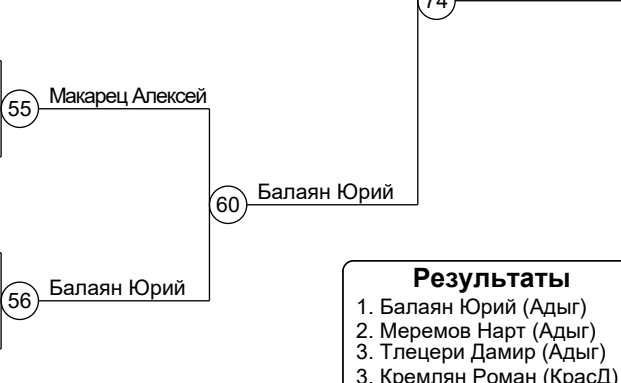 74
Макарец Алексей
55
Балаян Юрий
60
Балаян Юрий
56
Результаты
1. Балаян Юрий (Адыг)
2. Меремов Нарт (Адыг)
3. Тлецери Дамир (Адыг)
3. Кремлян Роман (КрасД)